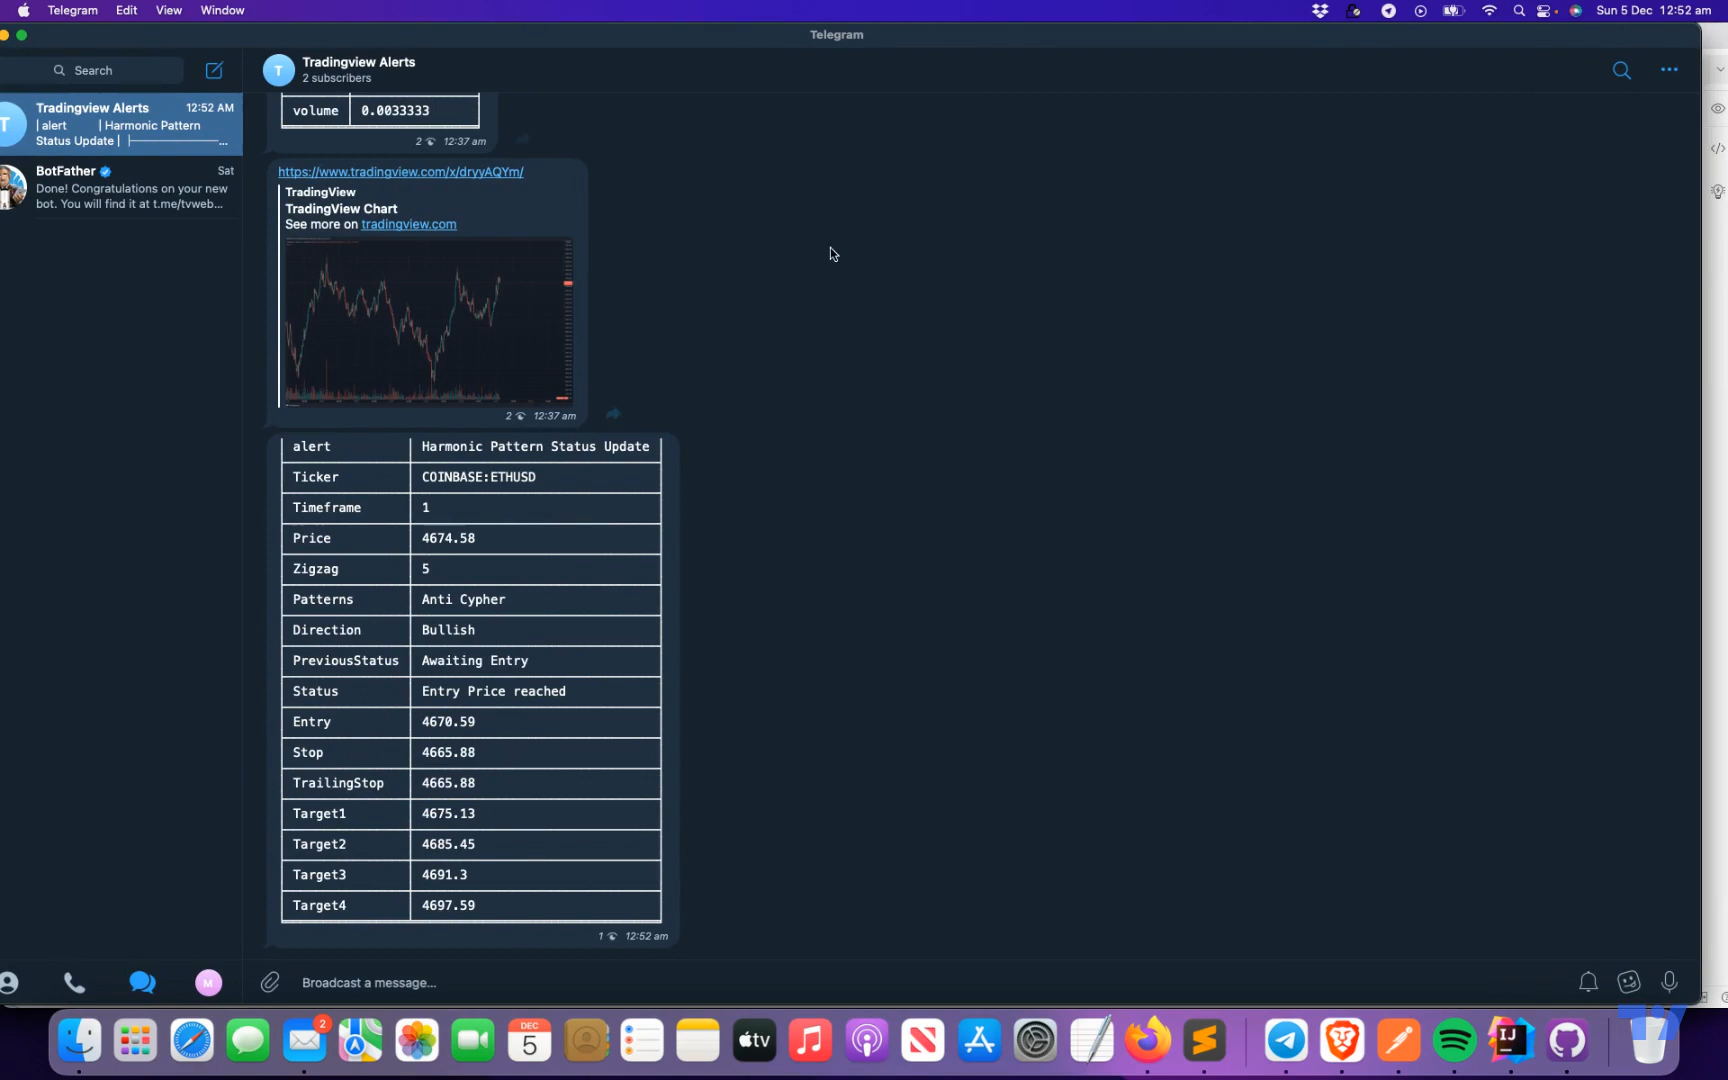 Telegram Edit View Window Sun 5 Dec 12:52 am
Telegram
Search
Tradingview Alerts 12:52 AM
| alert | Harmonic Pattern
Status Update | ├──────...
BotFather Sat
Done! Congratulations on your new
bot. You will find it at t.me/tvweb...
T
T
Tradingview Alerts
2 subscribers
volume 0.0033333
2 12:37 am
https://www.tradingview.com/x/dryyAQYm/
TradingView
TradingView Chart
See more on tradingview.com
2 12:37 am
alert Harmonic Pattern Status Update
Ticker COINBASE:ETHUSD
Timeframe 1
Price 4674.58
Zigzag 5
Patterns Anti Cypher
Direction Bullish
PreviousStatus Awaiting Entry
Status Entry Price reached
Entry 4670.59
Stop 4665.88
TrailingStop 4665.88
Target1 4675.13
Target2 4685.45
Target3 4691.3
Target4 4697.59
1 12:52 am
M
Broadcast a message...
2
DEC
5
tv
IJ